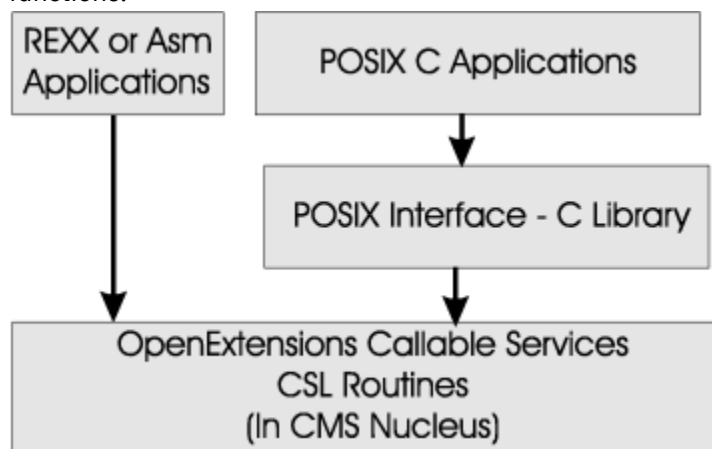 functions.
REXX or Asm
Applications
POSIX C Applications
POSIX Interface - C Library
OpenExtensions Callable Services
CSL Routines
(In CMS Nucleus)